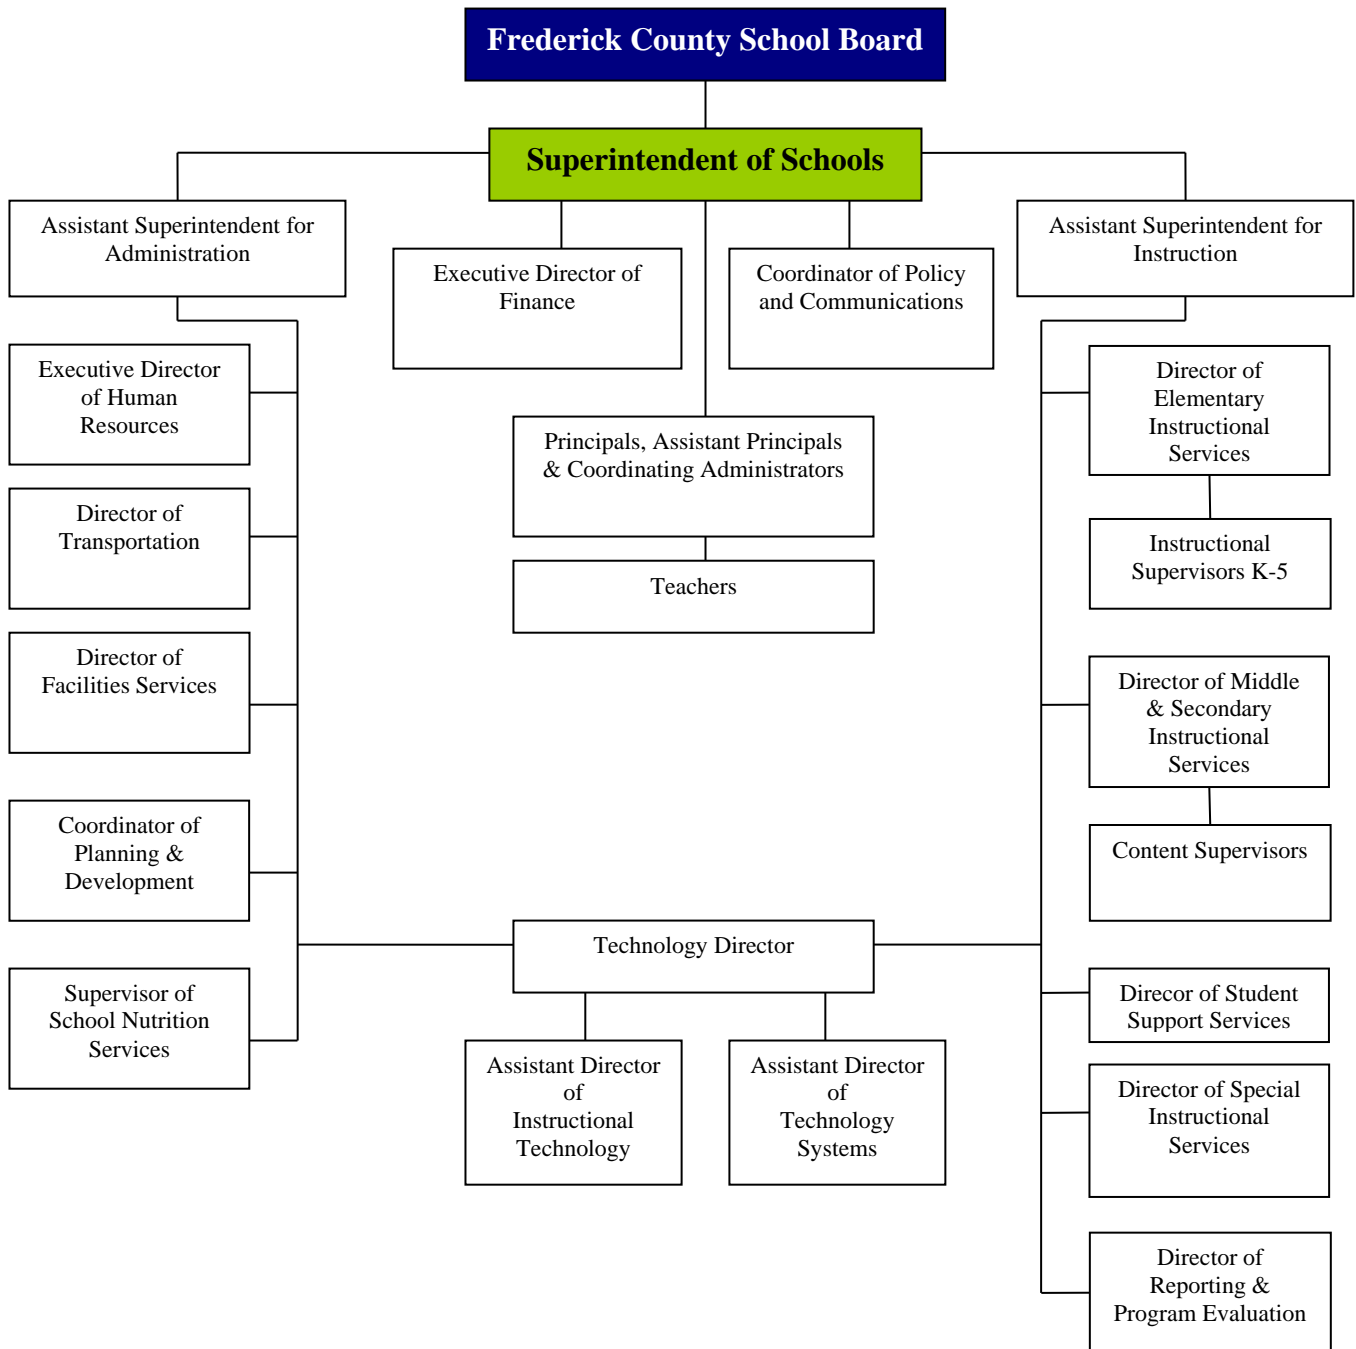 Frederick County School Board
Superintendent of Schools
Assistant Superintendent for
Administration
Assistant Superintendent for
Instruction
Executive Director of
Finance
Coordinator of Policy
and Communications
Executive Director
of Human
Resources
Director of
Elementary
Instructional
Services
Principals, Assistant Principals
& Coordinating Administrators
Director of
Transportation
Instructional
Supervisors K-5
Teachers
Director of
Facilities Services
Director of Middle
& Secondary
Instructional
Services
Coordinator of
Planning &
Development
Content Supervisors
Technology Director
Supervisor of
School Nutrition
Services
Direcor of Student
Support Services
Assistant Director
of
Instructional
Technology
Assistant Director
of
Technology
Systems
Director of Special
Instructional
Services
Director of
Reporting &
Program Evaluation